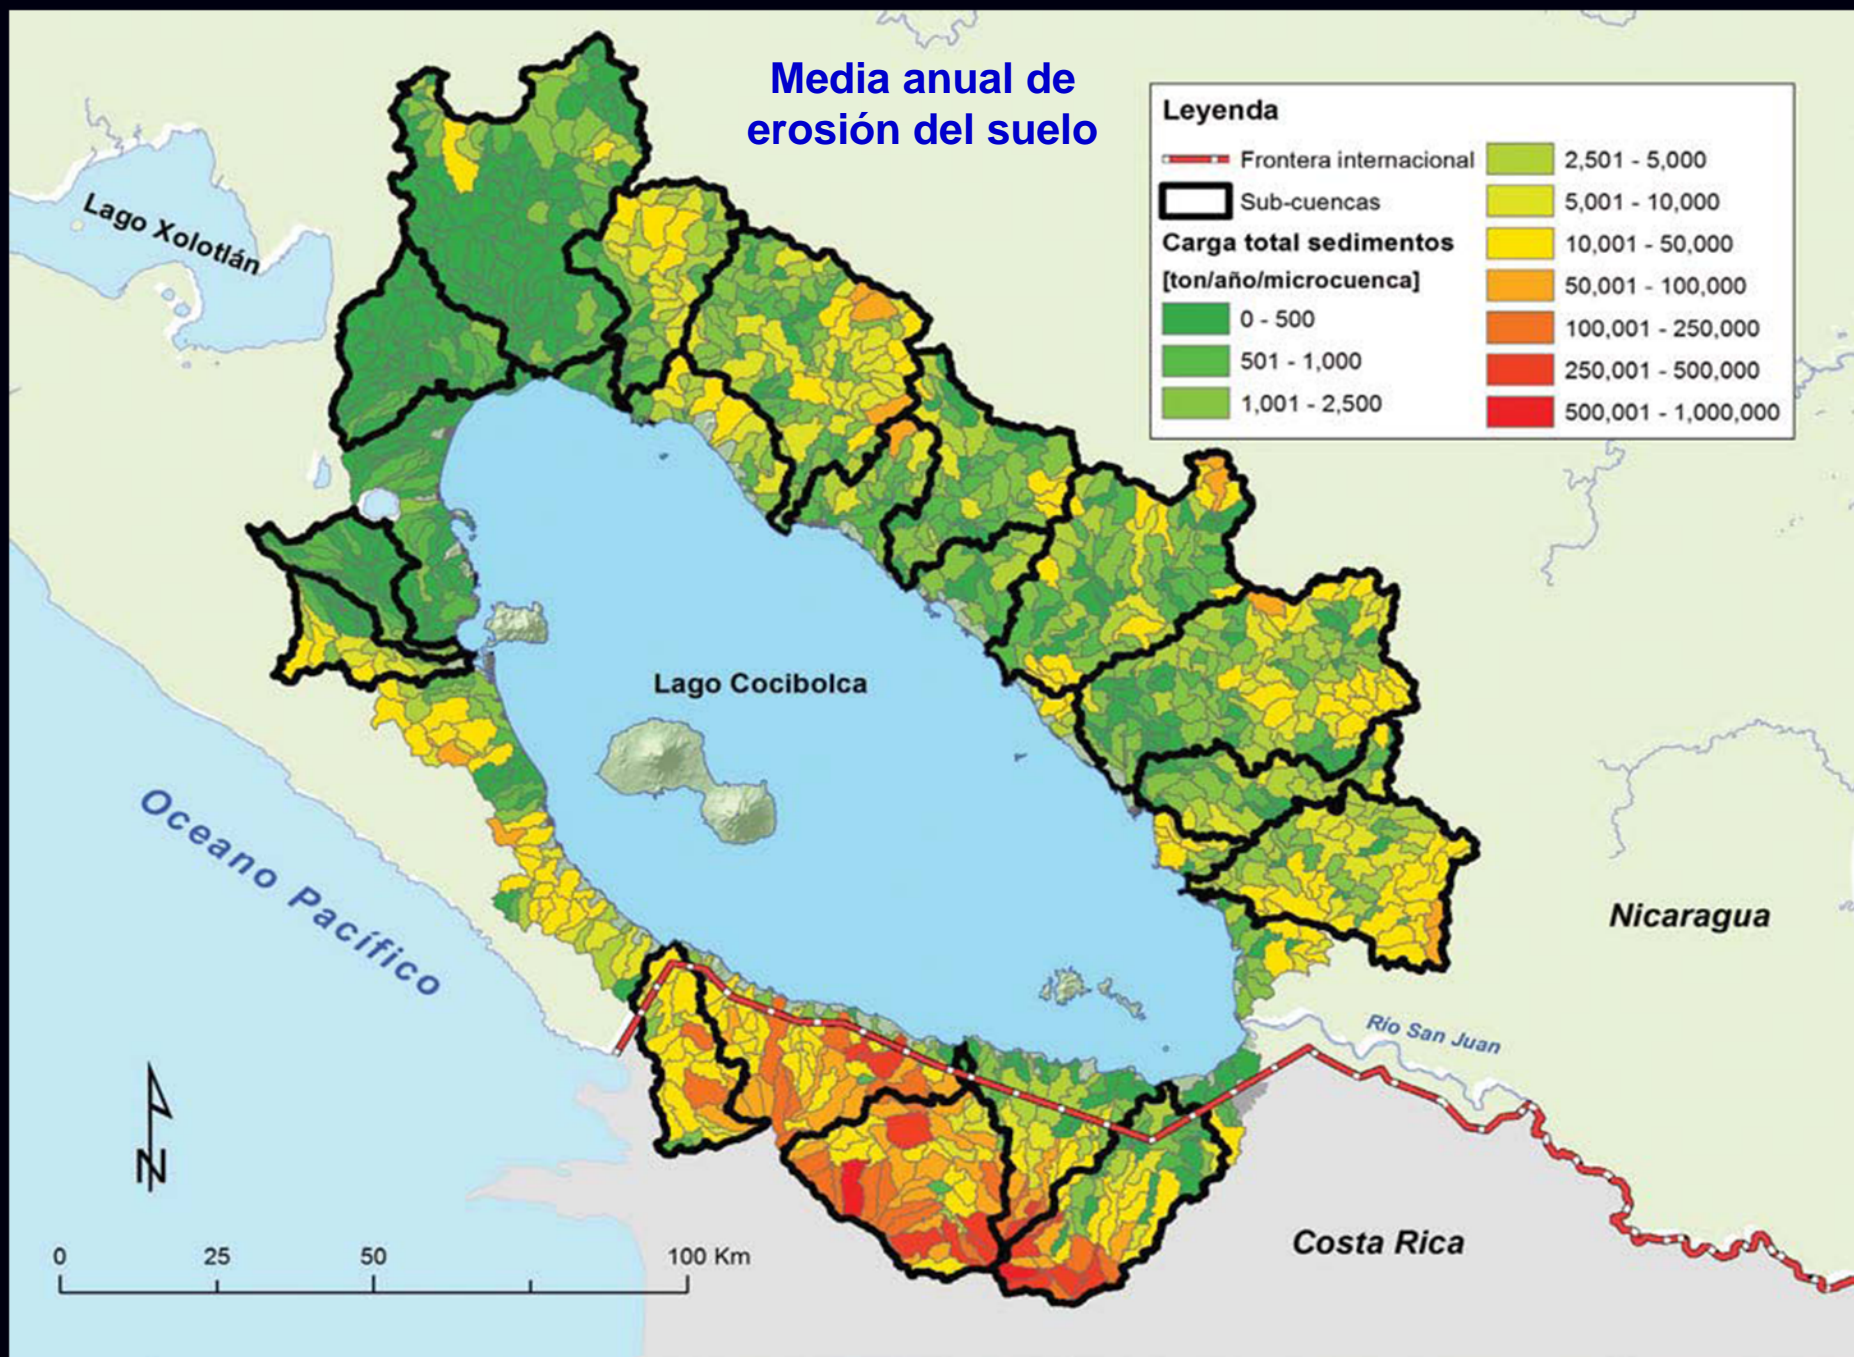 Media anual de
erosión del suelo
Leyenda
Frontera internacional
Sub-cuencas
Carga total sedimentos
[ton/año/microcuenca]
0 - 500
501 - 1,000
1,001 - 2,500
2,501 - 5,000
5,001 - 10,000
10,001 - 50,000
50,001 - 100,000
100,001 - 250,000
250,001 - 500,000
500,001 - 1,000,000
Lago Xolotlán
Lago Cocibolca
Oceano Pacífico
Nicaragua
Río San Juan
Costa Rica
N
0 25 50 100 Km